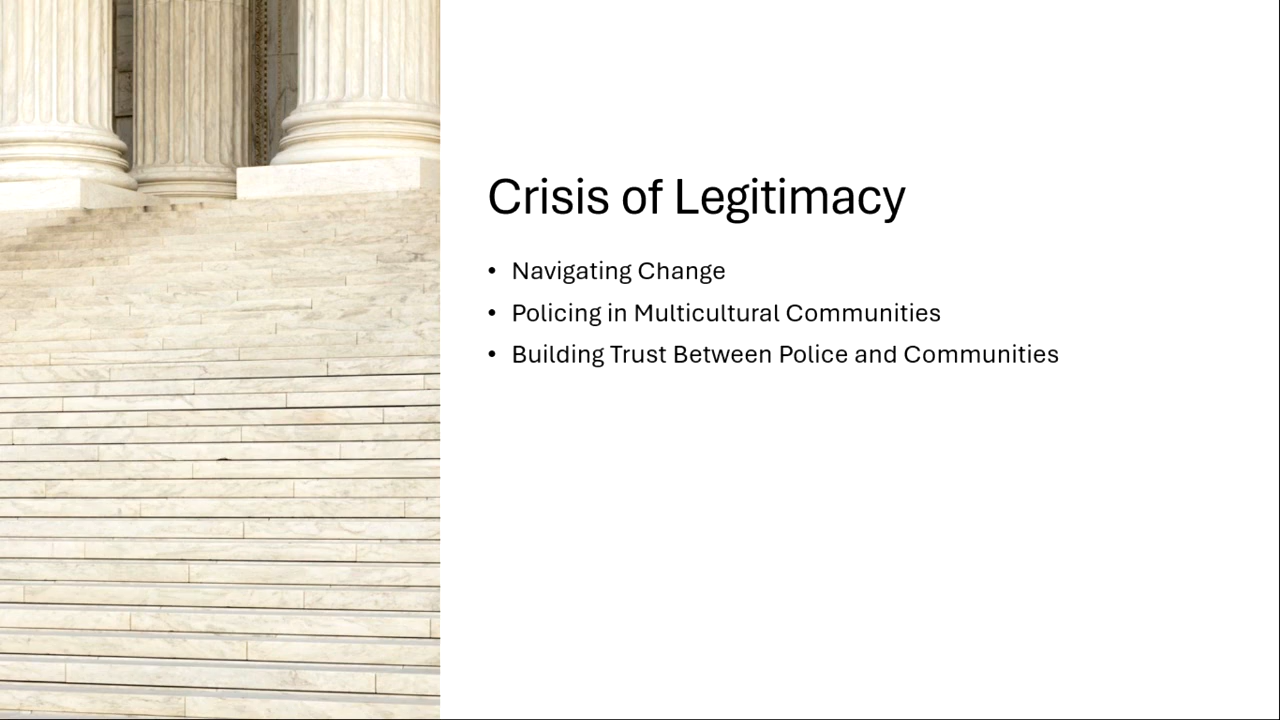 Crisis of Legitimacy
• Navigating Change
• Policing in Multicultural Communities
• Building Trust Between Police and Communities